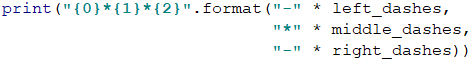 print("{0}*{1}*{2}".format("-" * left_dashes,
"*" * middle_dashes,
"-" * right_dashes))